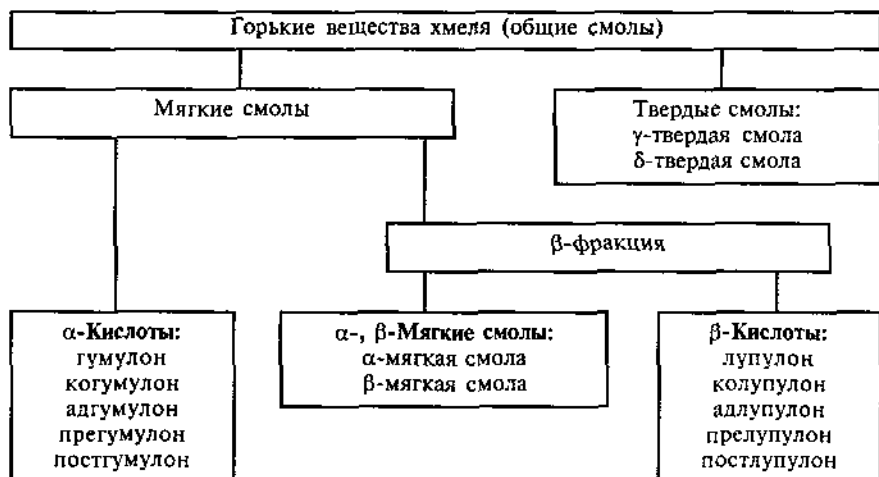 Горькие вещества хмеля (общие смолы)
Мягкие смолы
Твердые смолы:
γ-твердая смола
δ-твердая смола
β-фракция
α-Кислоты:
гумулон
когумулон
адгумулон
прегумулон
постгумулон
α-, β-Мягкие смолы:
α-мягкая смола
β-мягкая смола
β-Кислоты:
лупулон
колупулон
адлупулон
прелупулон
постлупулон